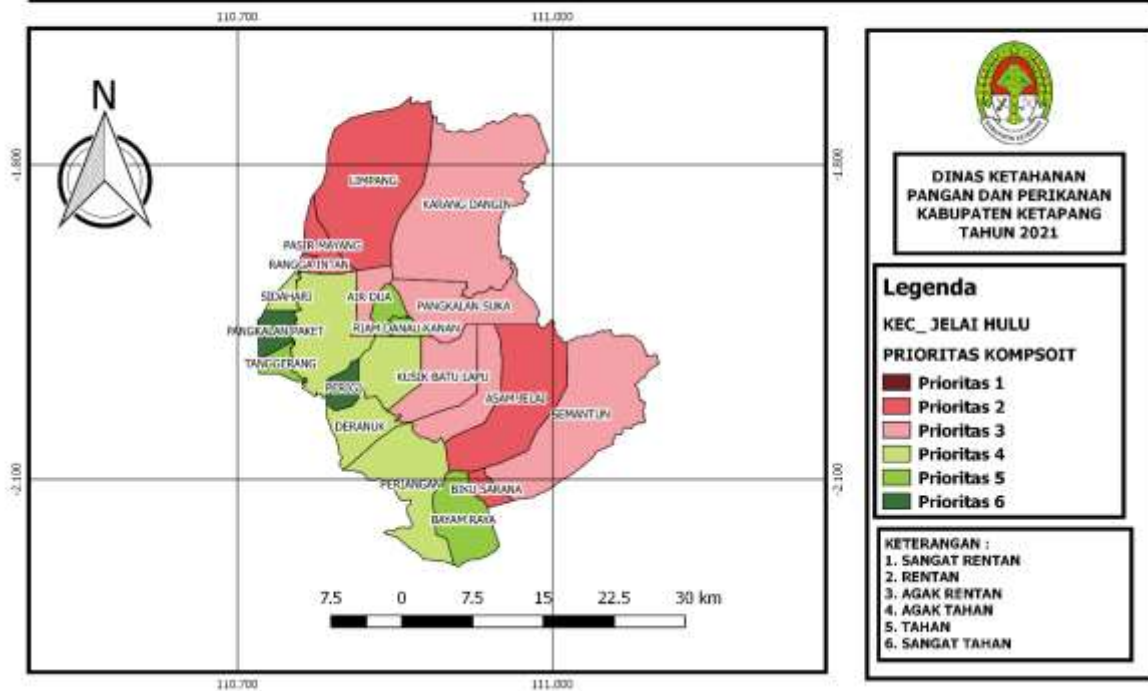 110.700 111.000
N
-1.800 -1.800
LIMPANG
KARANG DANGIN
PASIR MAYANG
RANGGA INTAN
SIDAHARI
AIR DUA
PANGKALAN SUKA
PANGKALAN PAKET
RIAM DANAU KANAN
TANGGERANG
PERIGI
KUSIK BATU LAPU
ASAM JELAI
SEMANTUN
DERANUK
-2.100 -2.100
PERIANGAN
BIKU SARANA
BAYAM RAYA
7.5 0 7.5 15 22.5 30 km
110.700 111.000
DINAS KETAHANAN
PANGAN DAN PERIKANAN
KABUPATEN KETAPANG
TAHUN 2021
Legenda
KEC_ JELAI HULU
PRIORITAS KOMPSOIT
Prioritas 1
Prioritas 2
Prioritas 3
Prioritas 4
Prioritas 5
Prioritas 6
KETERANGAN :
1. SANGAT RENTAN
2. RENTAN
3. AGAK RENTAN
4. AGAK TAHAN
5. TAHAN
6. SANGAT TAHAN